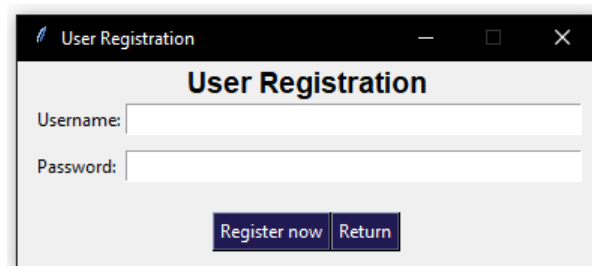 User Registration
User Registration
Username:
Password:
Register now Return